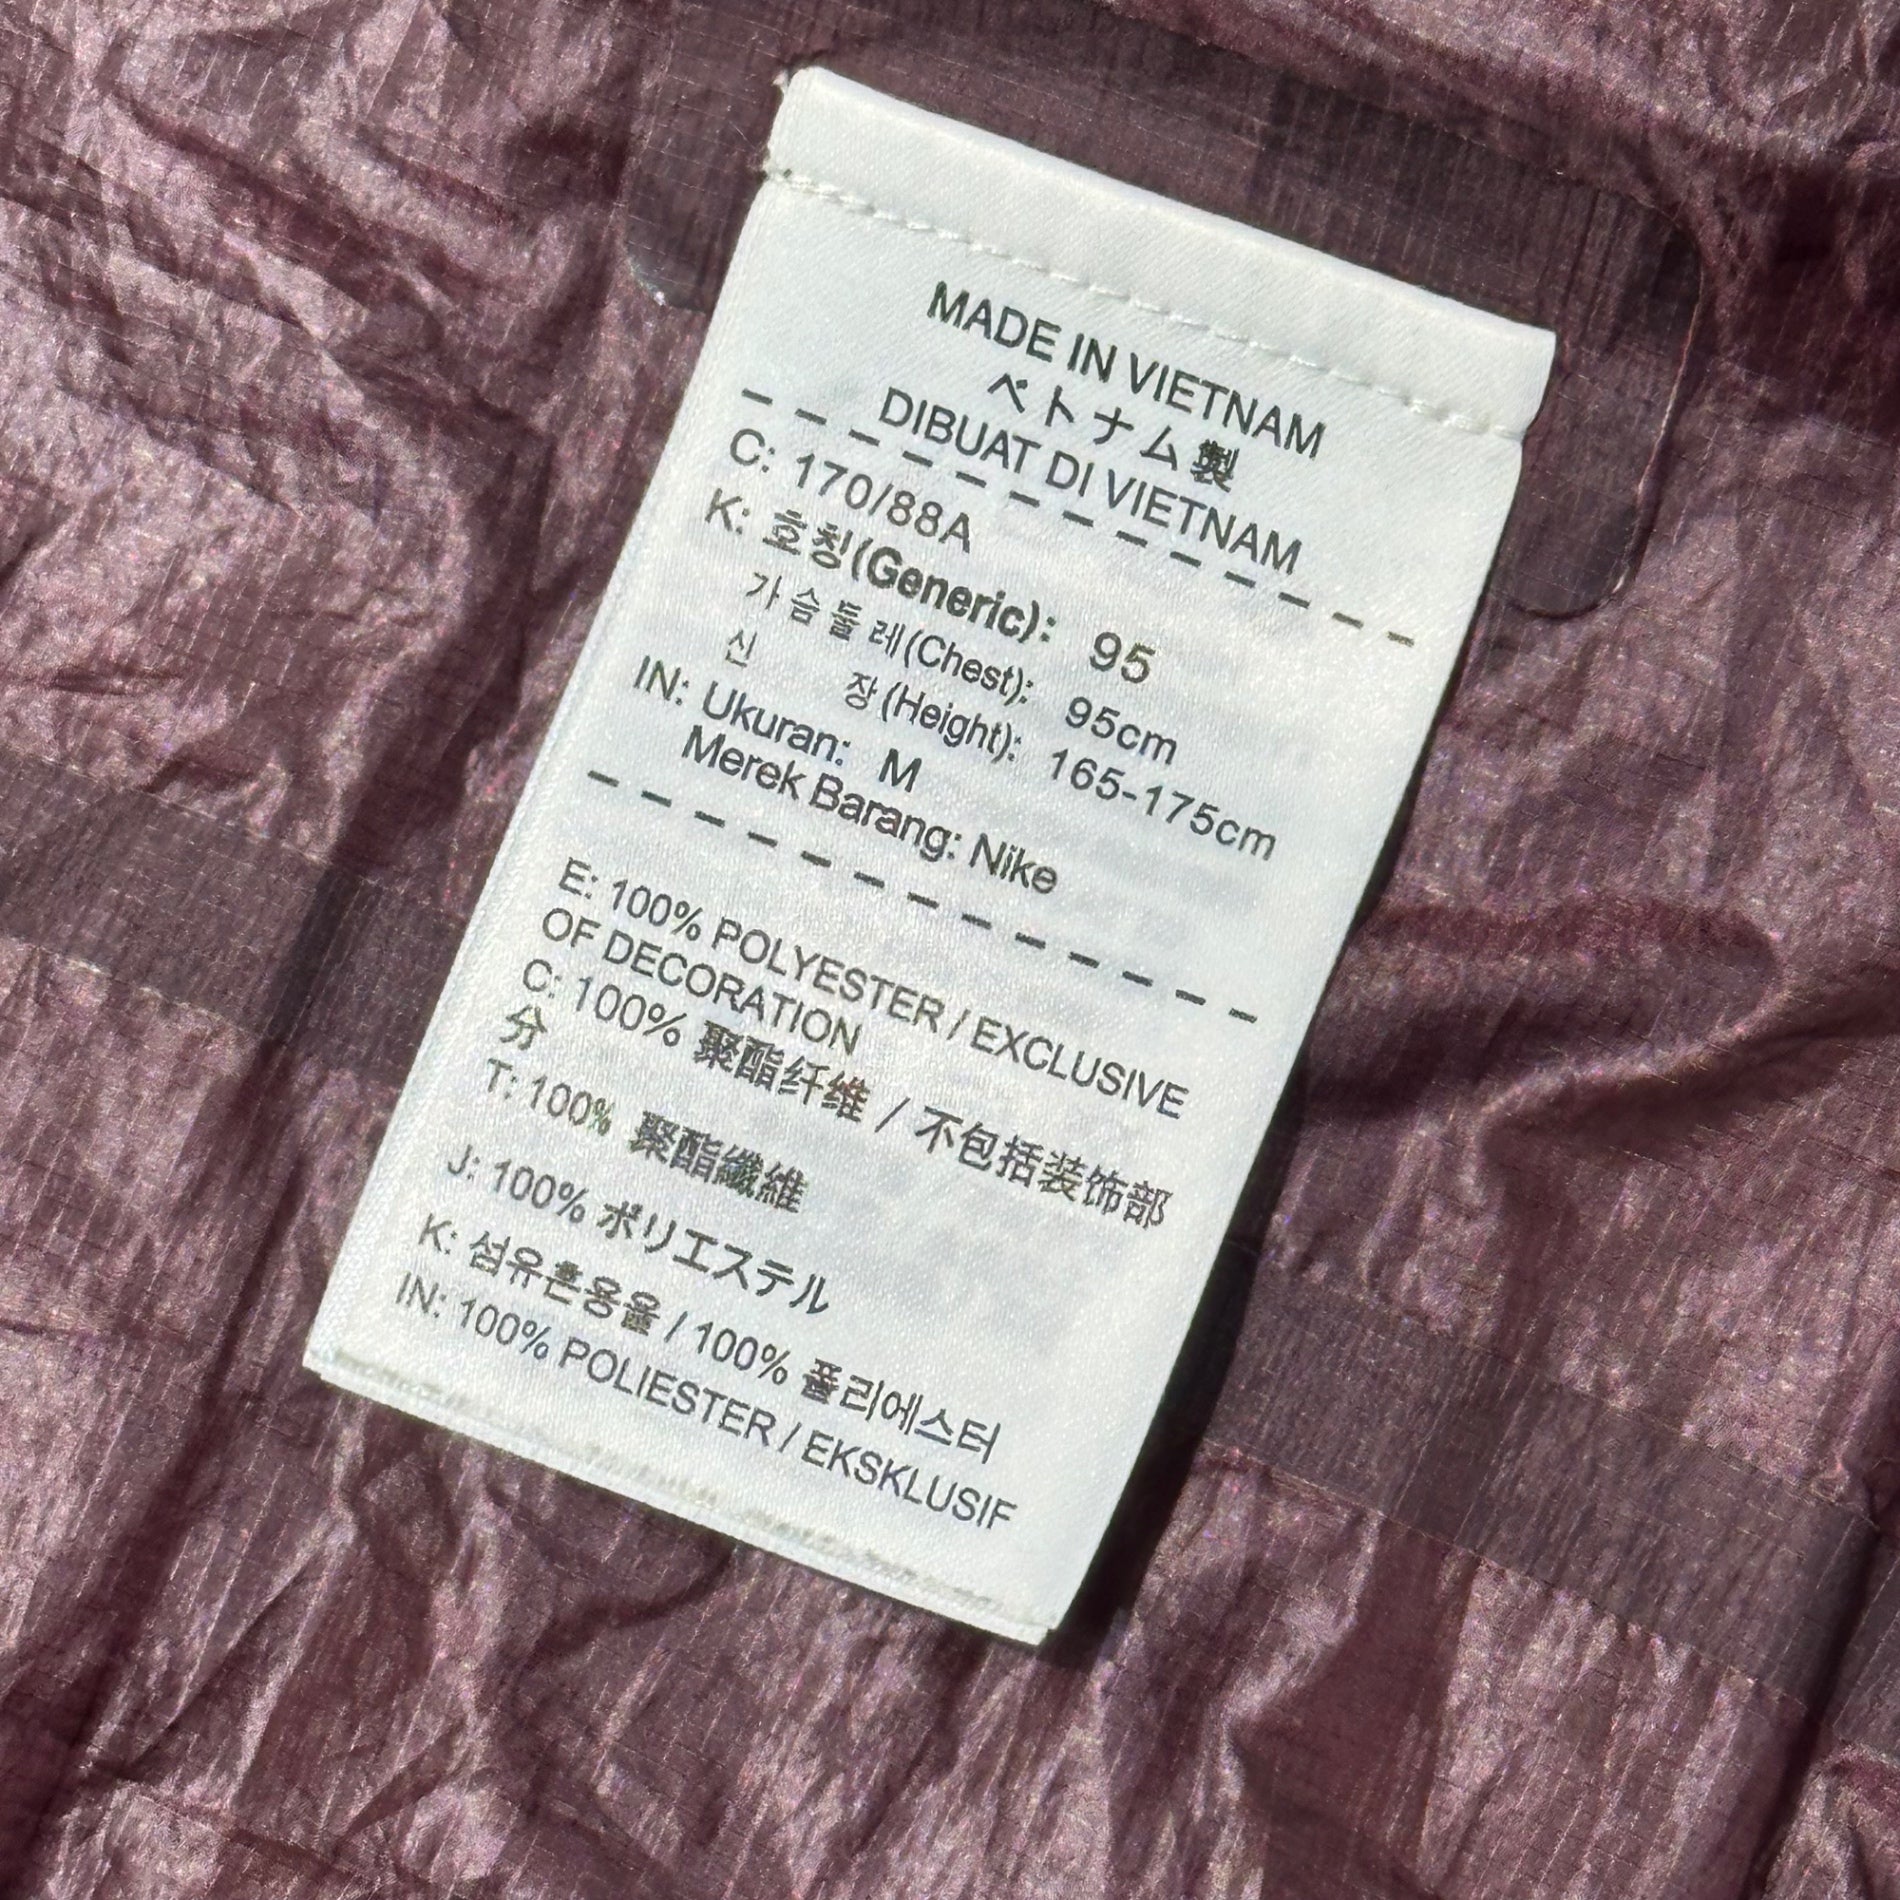 MADE IN VIETNAM
ベトナム製
DIBUAT DI VIETNAM
C: 170/88A
K: 호칭(Generic): 95
가슴둘레(Chest): 95cm
신 장(Height): 165-175cm
IN: Ukuran: M
Merek Barang: Nike
E: 100% POLYESTER / EXCLUSIVE
OF DECORATION
C: 100% 聚酯纤维 / 不包括装饰部
分
T: 100% 聚酯纖維
J: 100% ポリエステル
K: 섬유혼용율 / 100% 폴리에스터
IN: 100% POLIESTER / EKSKLUSIF